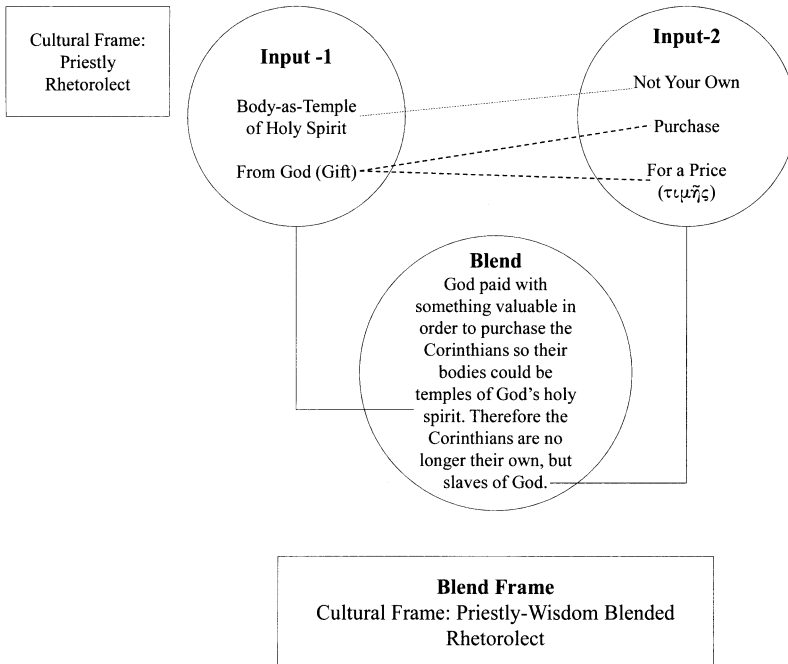 Cultural Frame:
Priestly
Rhetorolect
Input -1
Body-as-Temple
of Holy Spirit
From God (Gift)
Input-2
Not Your Own
Purchase
For a Price
(τιμῆς)
Blend
God paid with
something valuable in
order to purchase the
Corinthians so their
bodies could be
temples of God's holy
spirit. Therefore the
Corinthians are no
longer their own, but
slaves of God.
Blend Frame
Cultural Frame: Priestly-Wisdom Blended
Rhetorolect